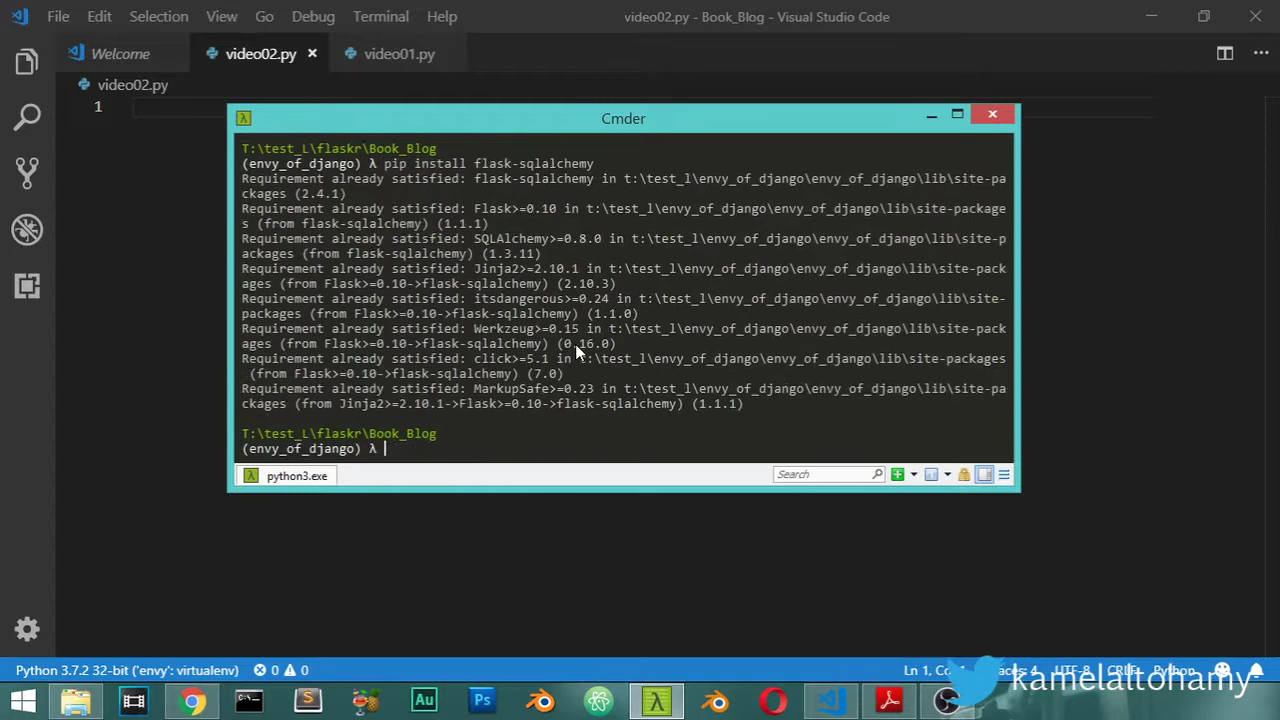 File Edit Selection View Go Debug Terminal Help video02.py - Book_Blog - Visual Studio Code
Welcome video02.py video01.py
video02.py
1
Cmder
T:\test_L\flaskr\Book_Blog
(envy_of_django) λ pip install flask-sqlalchemy
Requirement already satisfied: flask-sqlalchemy in t:\test_l\envy_of_django\envy_of_django\lib\site-pa
ckages (2.4.1)
Requirement already satisfied: Flask>=0.10 in t:\test_l\envy_of_django\envy_of_django\lib\site-package
s (from flask-sqlalchemy) (1.1.1)
Requirement already satisfied: SQLAlchemy>=0.8.0 in t:\test_l\envy_of_django\envy_of_django\lib\site-p
ackages (from flask-sqlalchemy) (1.3.11)
Requirement already satisfied: Jinja2>=2.10.1 in t:\test_l\envy_of_django\envy_of_django\lib\site-pack
ages (from Flask>=0.10->flask-sqlalchemy) (2.10.3)
Requirement already satisfied: itsdangerous>=0.24 in t:\test_l\envy_of_django\envy_of_django\lib\site-
packages (from Flask>=0.10->flask-sqlalchemy) (1.1.0)
Requirement already satisfied: Werkzeug>=0.15 in t:\test_l\envy_of_django\envy_of_django\lib\site-pack
ages (from Flask>=0.10->flask-sqlalchemy) (0.16.0)
Requirement already satisfied: click>=5.1 in t:\test_l\envy_of_django\envy_of_django\lib\site-packages
(from Flask>=0.10->flask-sqlalchemy) (7.0)
Requirement already satisfied: MarkupSafe>=0.23 in t:\test_l\envy_of_django\envy_of_django\lib\site-pa
ckages (from Jinja2>=2.10.1->Flask>=0.10->flask-sqlalchemy) (1.1.1)
T:\test_L\flaskr\Book_Blog
(envy_of_django) λ
python3.exe Search
Python 3.7.2 32-bit ('envy': virtualenv) 0 0 Ln 1, UTF-8 CRLF Python
Au Ps kamelaltohamy